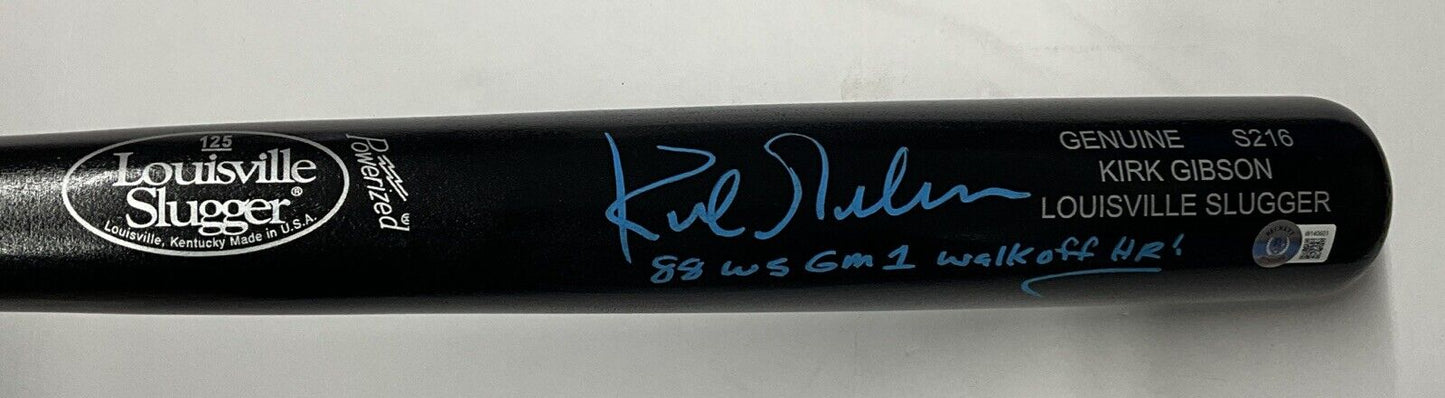 125
Louisville
Slugger®
Louisville, Kentucky Made in U.S.A.
Powerized
Kirk Gibson
88 WS Gm 1 walkoff HR!
GENUINE S216
KIRK GIBSON
LOUISVILLE SLUGGER
BECKETT